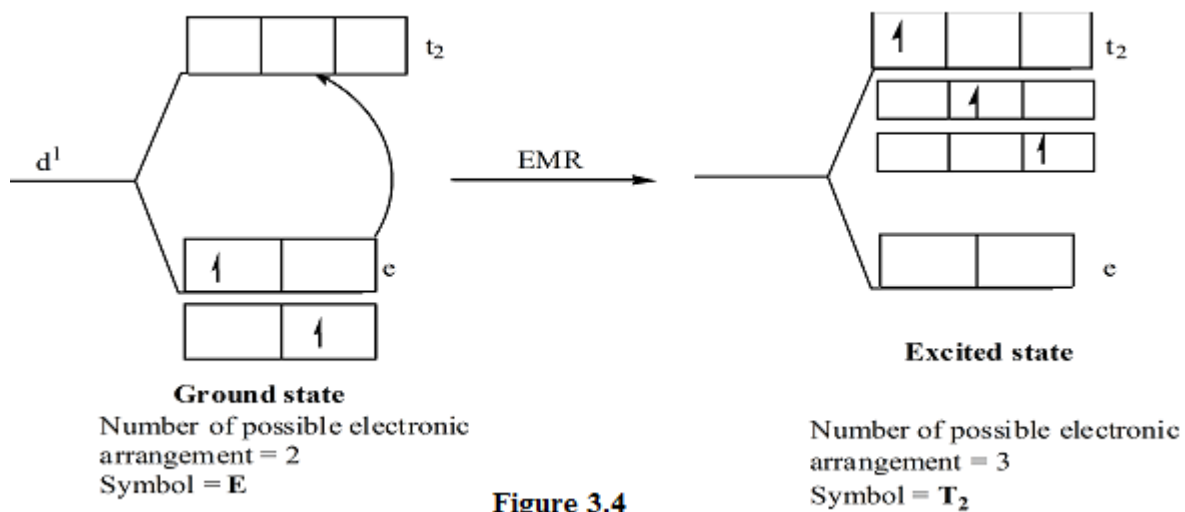 t₂
d¹
e
Ground state
Number of possible electronic
arrangement = 2
Symbol = E
EMR
t₂
e
Excited state
Number of possible electronic
arrangement = 3
Symbol = T₂
Figure 3.4